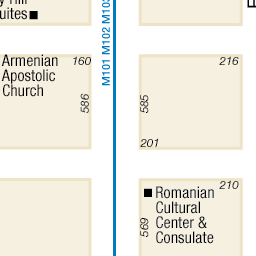 uites
Armenian
Apostolic
Church
160
586
M101 M102 M103
216
585
201
210
Romanian
Cultural
Center &
Consulate
569